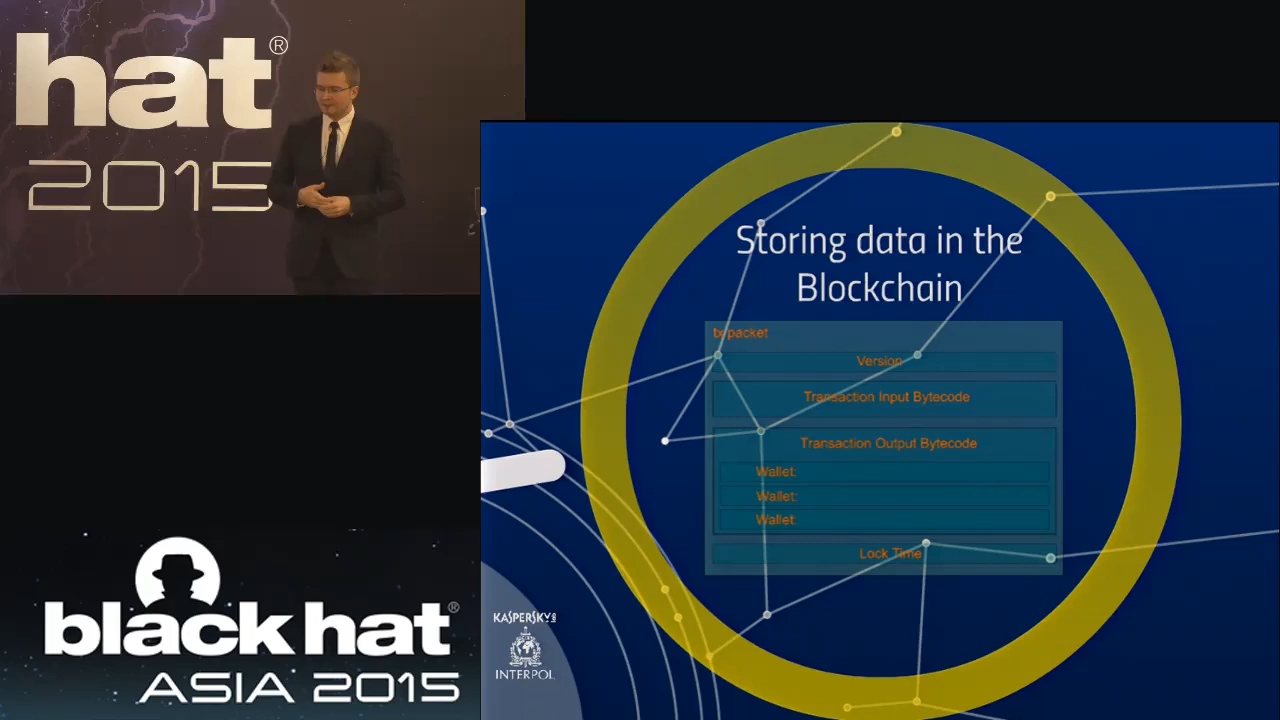 hat®
2015
Storing data in the
Blockchain
tx packet
Version
Transaction Input Bytecode
Transaction Output Bytecode
Wallet:
Wallet:
Wallet:
Lock Time
KASPERSKY
INTERPOL
black hat®
ASIA 2015